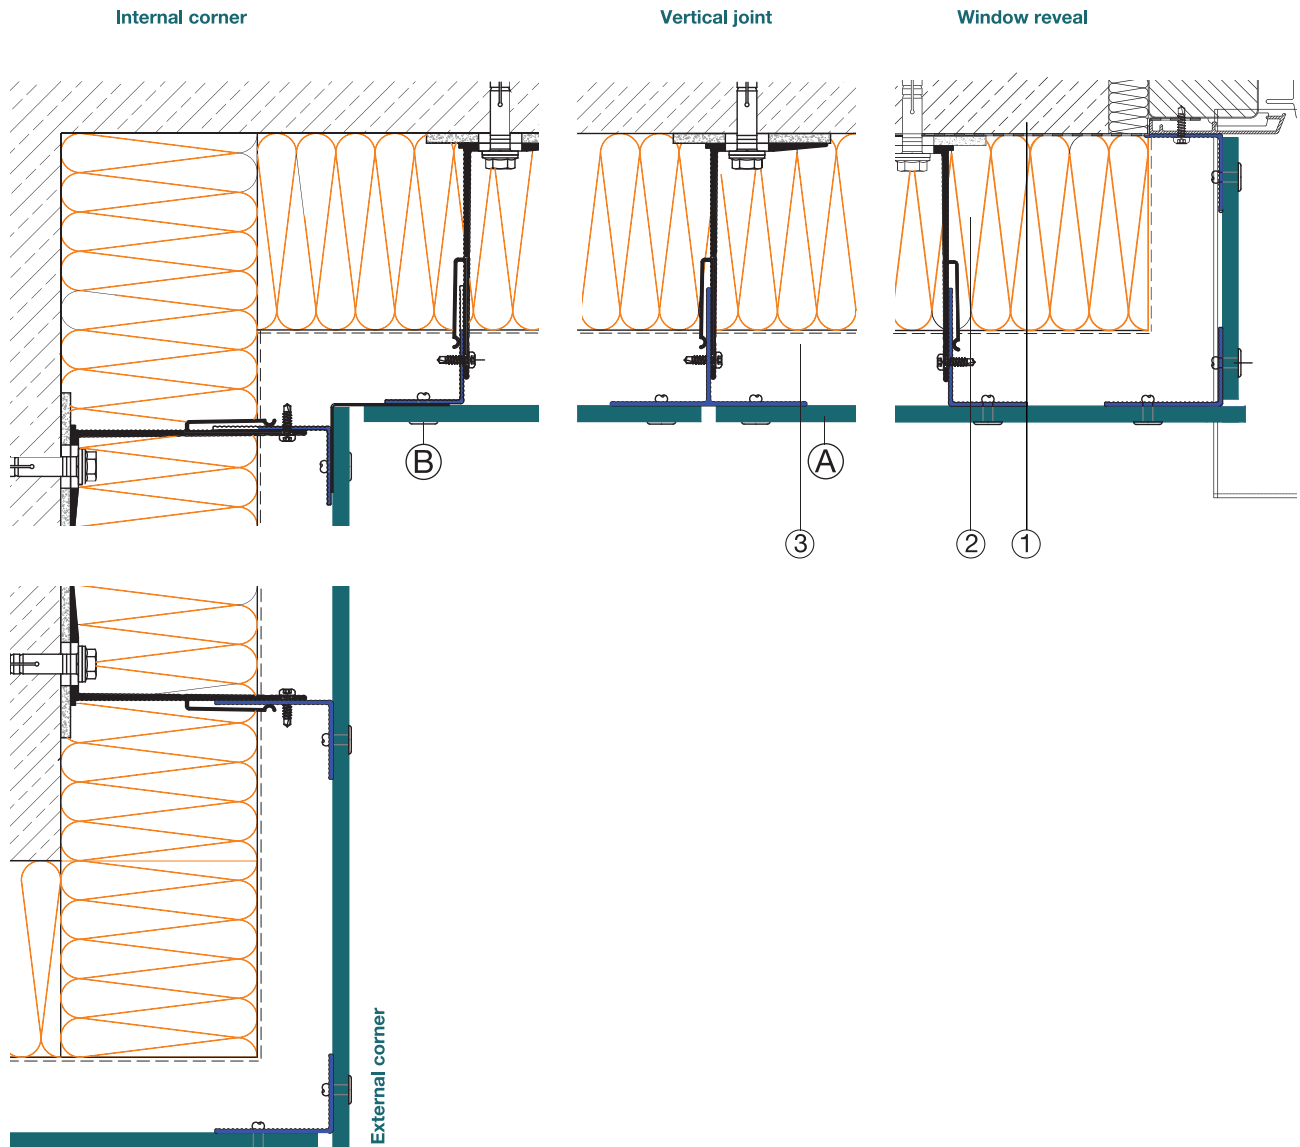 Internal corner
Vertical joint
Window reveal
B
A
3
2
1
External corner